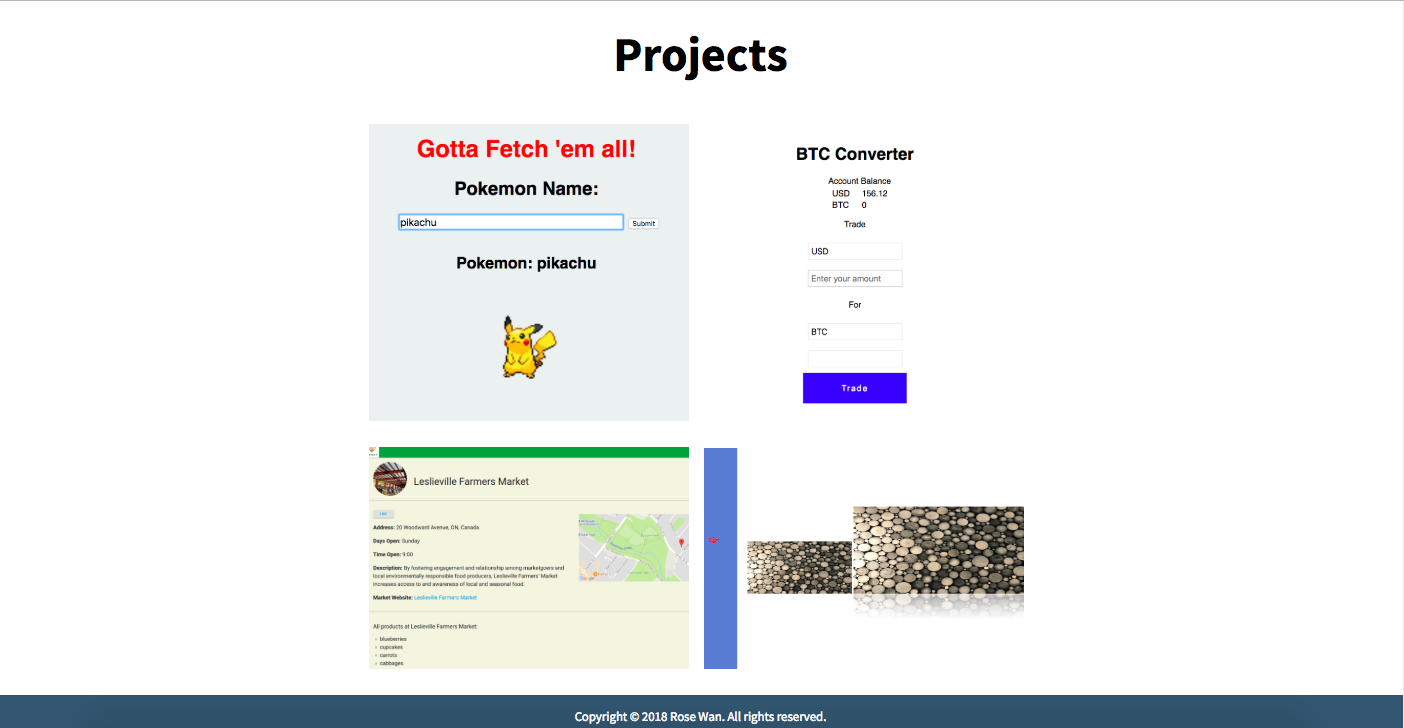 Projects
Gotta Fetch 'em all!
Pokemon Name:
pikachu Submit
Pokemon: pikachu
BTC Converter
Account Balance
USD 156.12
BTC 0
Trade
USD
Enter your amount
For
BTC
Trade
Leslieville Farmers Market
Address: 20 Woodward Avenue, ON, Canada
Days Open: Sunday
Time Open: 9:00
Description: By fostering engagement and relationship among marketgoers and
local environmentally responsible food producers, Leslieville Farmers' Market
increases access to and awareness of local and seasonal food.
Market Website: Leslieville Farmers Market
All products at Leslieville Farmers Market:
blueberries
cupcakes
carrots
cabbages
Copyright © 2018 Rose Wan. All rights reserved.